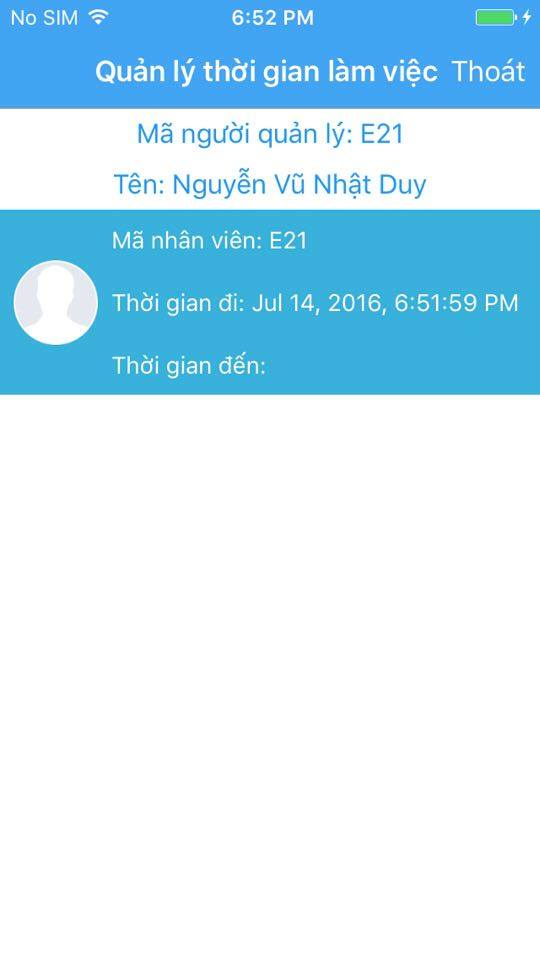 No SIM 6:52 PM
Quản lý thời gian làm việc Thoát
Mã người quản lý: E21
Tên: Nguyễn Vũ Nhật Duy
Mã nhân viên: E21
Thời gian đi: Jul 14, 2016, 6:51:59 PM
Thời gian đến: